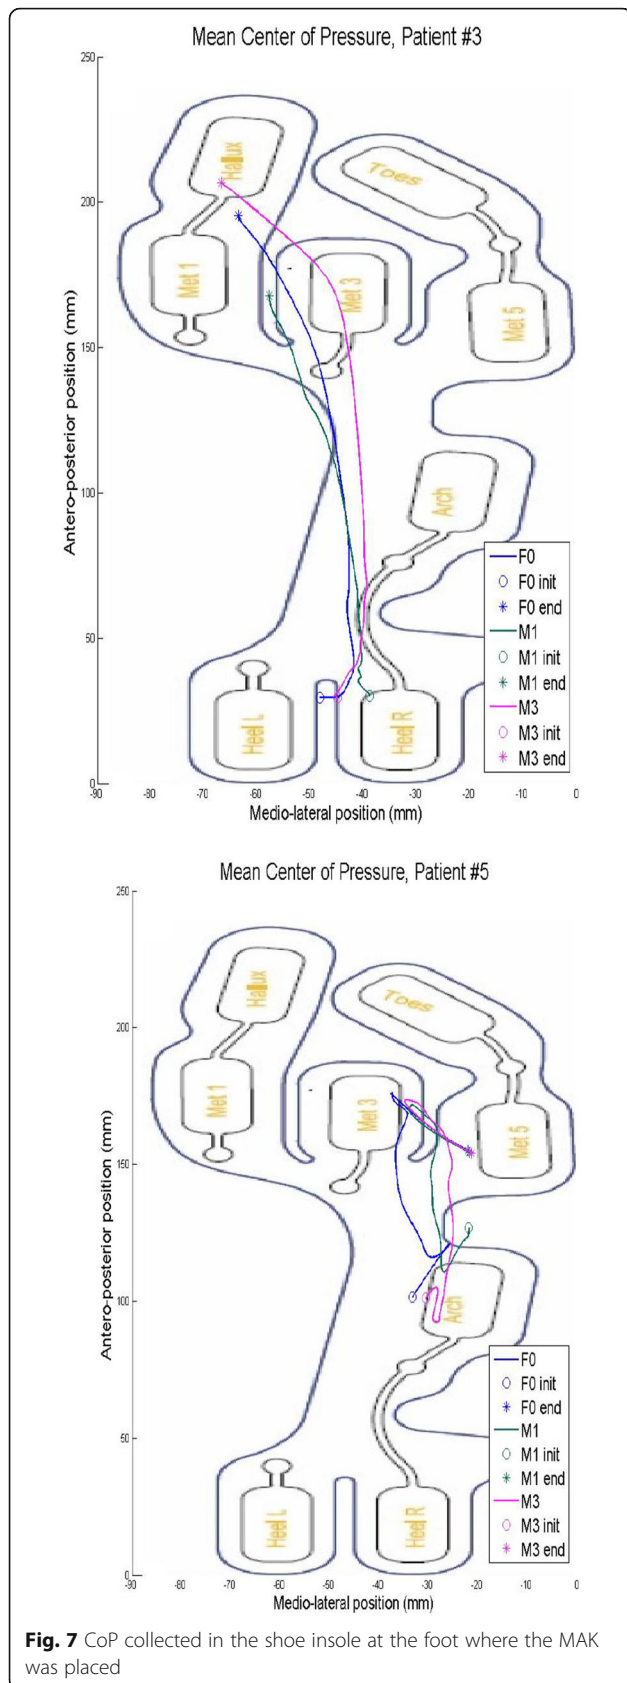 Mean Center of Pressure, Patient #3
Antero-posterior position (mm)
250
200
150
100
50
0
Hallux
Toes
Met 1
Met 3
Met 5
Arch
Heel L
Heel R
F0
F0 init
F0 end
M1
M1 init
M1 end
M3
M3 init
M3 end
-90 -80 -70 -60 -50 -40 -30 -20 -10 0
Medio-lateral position (mm)
Mean Center of Pressure, Patient #5
Antero-posterior position (mm)
250
200
150
100
50
0
Hallux
Toes
Met 1
Met 3
Met 5
Arch
Heel L
Heel R
F0
F0 init
F0 end
M1
M1 init
M1 end
M3
M3 init
M3 end
-90 -80 -70 -60 -50 -40 -30 -20 -10 0
Medio-lateral position (mm)
Fig. 7 CoP collected in the shoe insole at the foot where the MAK
was placed